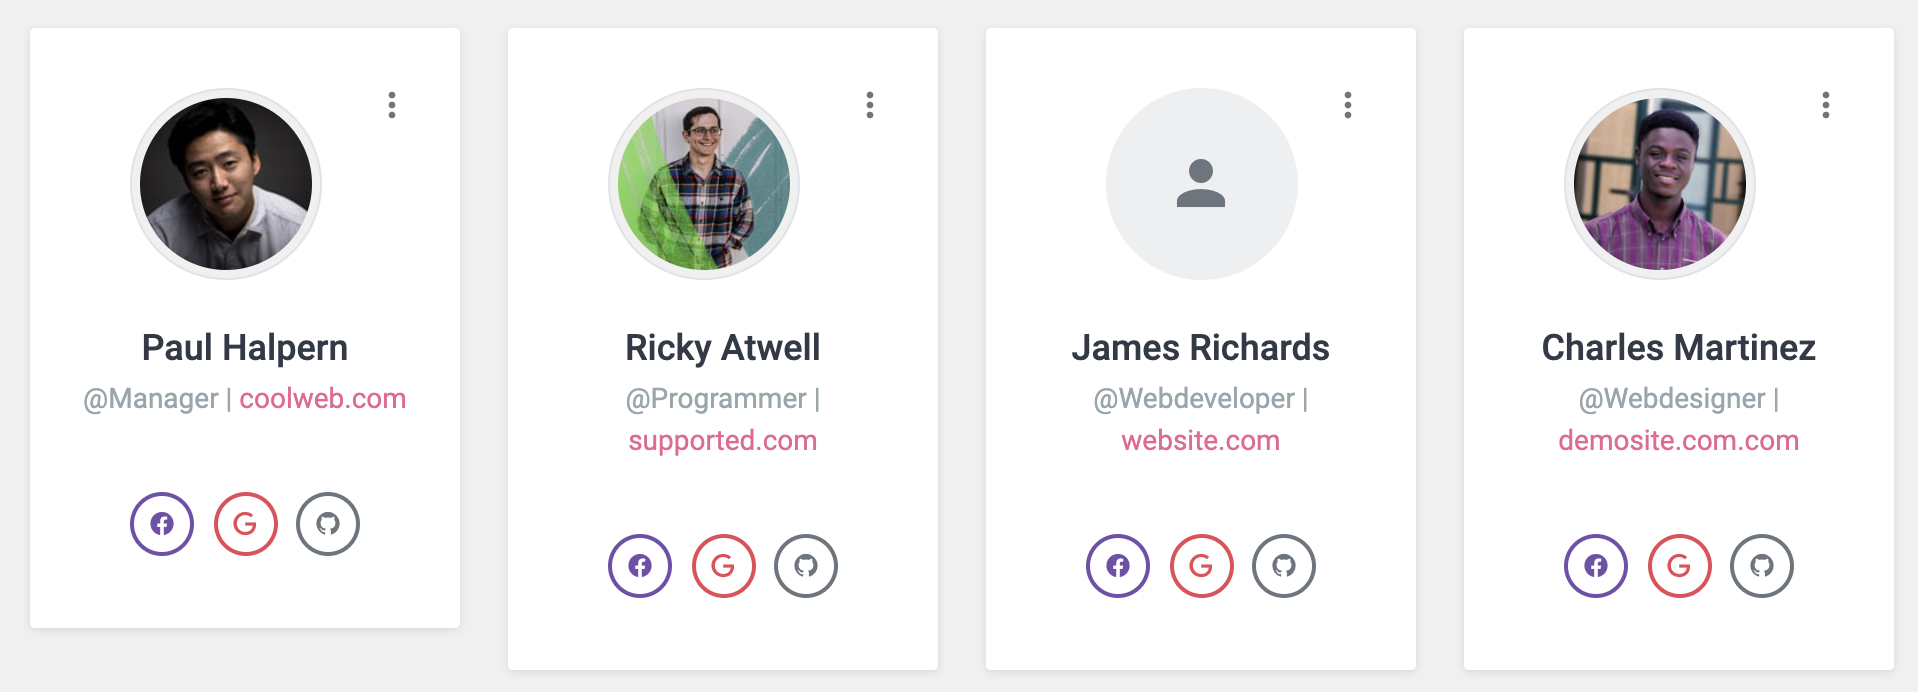 Paul Halpern
@Manager | coolweb.com
Ricky Atwell
@Programmer |
supported.com
James Richards
@Webdeveloper |
website.com
Charles Martinez
@Webdesigner |
demosite.com.com